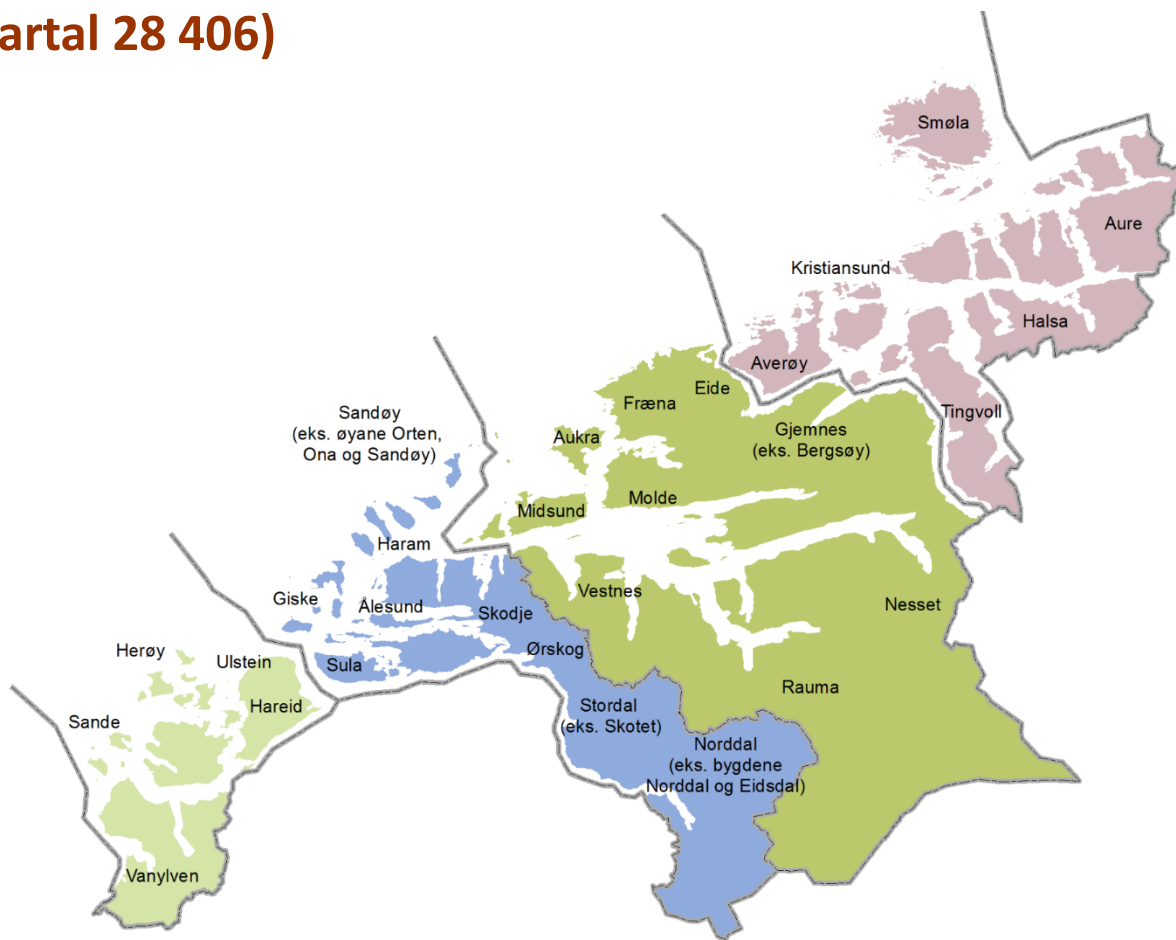 artal 28 406)
Smøla
Aure
Kristiansund
Halsa
Averøy
Eide
Fræna
Tingvoll
Sandøy
(eks. øyane Orten,
Ona og Sandøy)
Aukra
Gjemnes
(eks. Bergsøy)
Molde
Midsund
Haram
Giske
Ålesund
Vestnes
Skodje
Nesset
Herøy
Ulstein
Sula
Ørskog
Rauma
Hareid
Sande
Stordal
(eks. Skotet)
Norddal
(eks. bygdene
Norddal og Eidsdal)
Vanylven